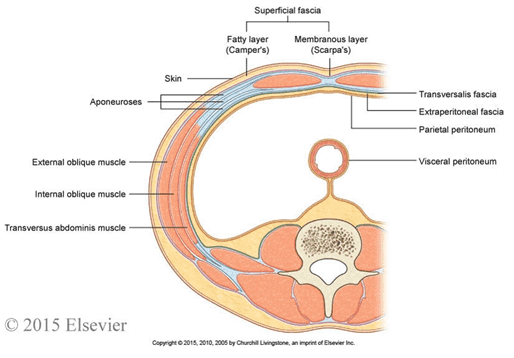 Superficial fascia
Fatty layer
(Camper's)
Membranous layer
(Scarpa's)
Skin
Aponeuroses
Transversalis fascia
Extraperitoneal fascia
Parietal peritoneum
Visceral peritoneum
External oblique muscle
Internal oblique muscle
Transversus abdominis muscle
© 2015 Elsevier
Copyright © 2015, 2010, 2005 by Churchill Livingstone, an imprint of Elsevier Inc.